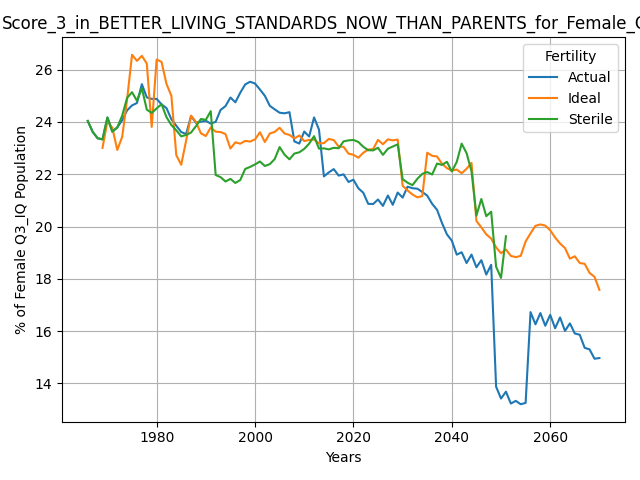 Score_3_in_BETTER_LIVING_STANDARDS_NOW_THAN_PARENTS_for_Female_
% of Female Q3_IQ Population
26
24
22
20
18
16
14
Fertility
Actual
Ideal
Sterile
1980
2000
2020
2040
2060
Years